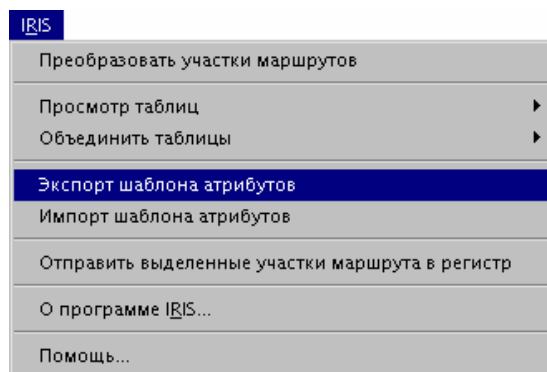 IRIS
Преобразовать участки маршрутов
Просмотр таблиц
Объединить таблицы
Экспорт шаблона атрибутов
Импорт шаблона атрибутов
Отправить выделенные участки маршрута в регистр
О программе IRIS...
Помощь...